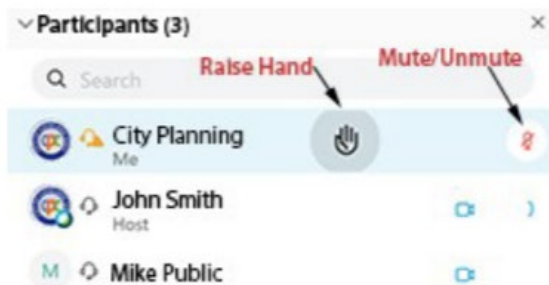 Participants (3)
Search
Raise Hand
Mute/Unmute
City Planning
Me
John Smith
Host
M
Mike Public